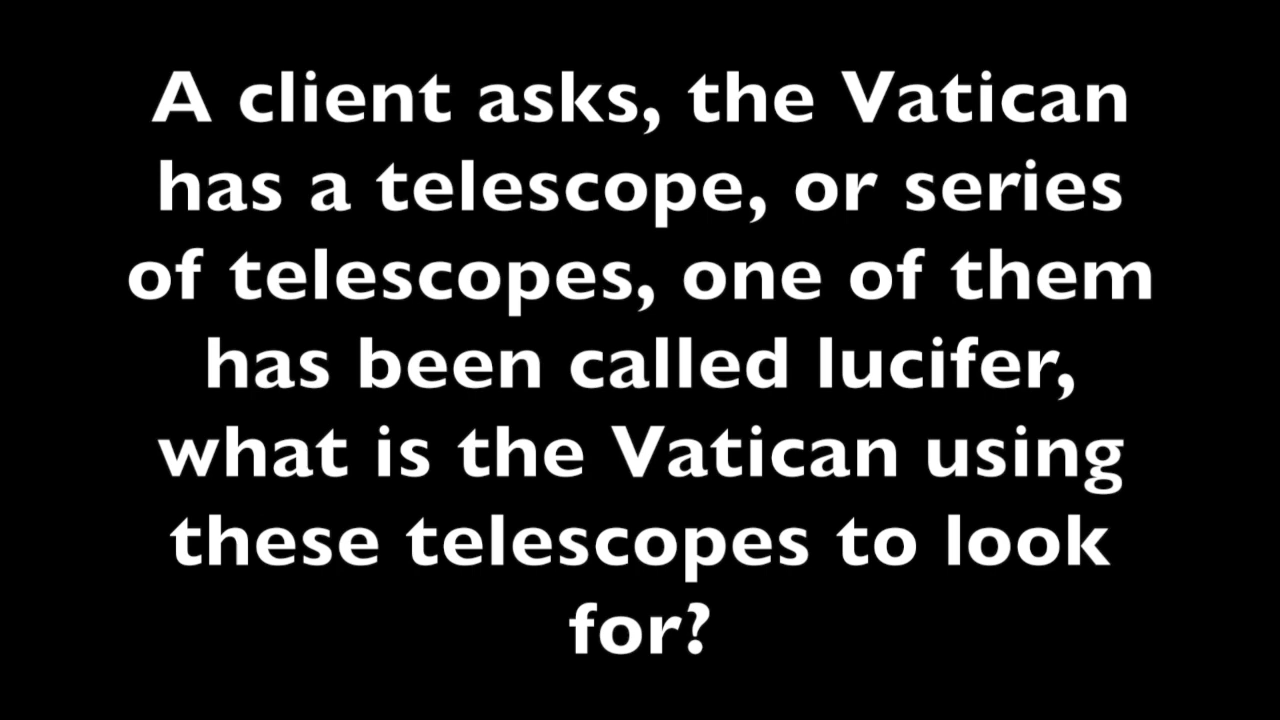 A client asks, the Vatican
has a telescope, or series
of telescopes, one of them
has been called lucifer,
what is the Vatican using
these telescopes to look
for?